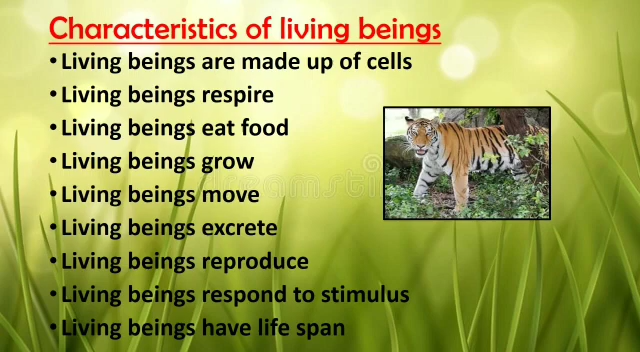 Characteristics of living beings
• Living beings are made up of cells
• Living beings respire
• Living beings eat food
• Living beings grow
• Living beings move
• Living beings excrete
• Living beings reproduce
• Living beings respond to stimulus
• Living beings have life span